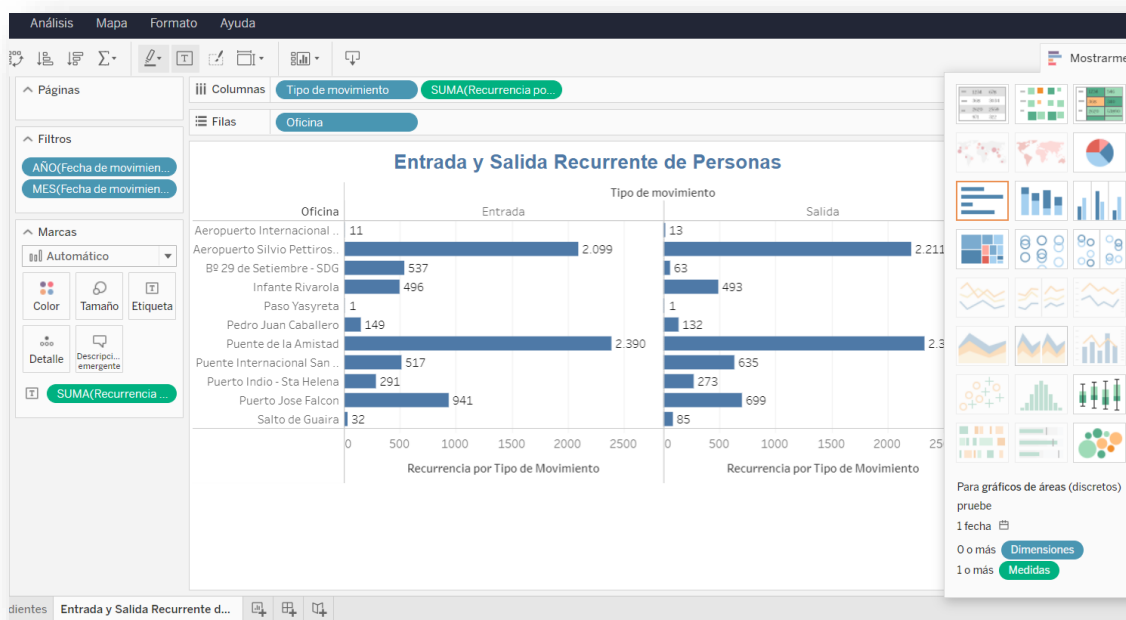 Análisis Mapa Formato Ayuda
Mostrarme
Páginas
Columnas Tipo de movimiento SUMA(Recurrencia po...
Filas Oficina
Filtros
AÑO(Fecha de movimien...
MES(Fecha de movimien...
Marcas
Automático
Color Tamaño Etiqueta
Detalle Descripci... emergente
SUMA(Recurrencia ...
Entrada y Salida Recurrente de Personas
Tipo de movimiento
Oficina Entrada Salida
Aeropuerto Internacional .. 11 13
Aeropuerto Silvio Pettiros.. 2.099 2.211
Bº 29 de Setiembre - SDG 537 63
Infante Rivarola 496 493
Paso Yasyreta 1 1
Pedro Juan Caballero 149 132
Puente de la Amistad 2.390 2.3
Puente Internacional San .. 517 635
Puerto Indio - Sta Helena 291 273
Puerto Jose Falcon 941 699
Salto de Guaira 32 85
0 500 1000 1500 2000 2500 0 500 1000 1500 2000 25
Recurrencia por Tipo de Movimiento Recurrencia por Tipo de Movimiento
Para gráficos de áreas (discretos)
pruebe
1 fecha
0 o más Dimensiones
1 o más Medidas
dientes Entrada y Salida Recurrente d...